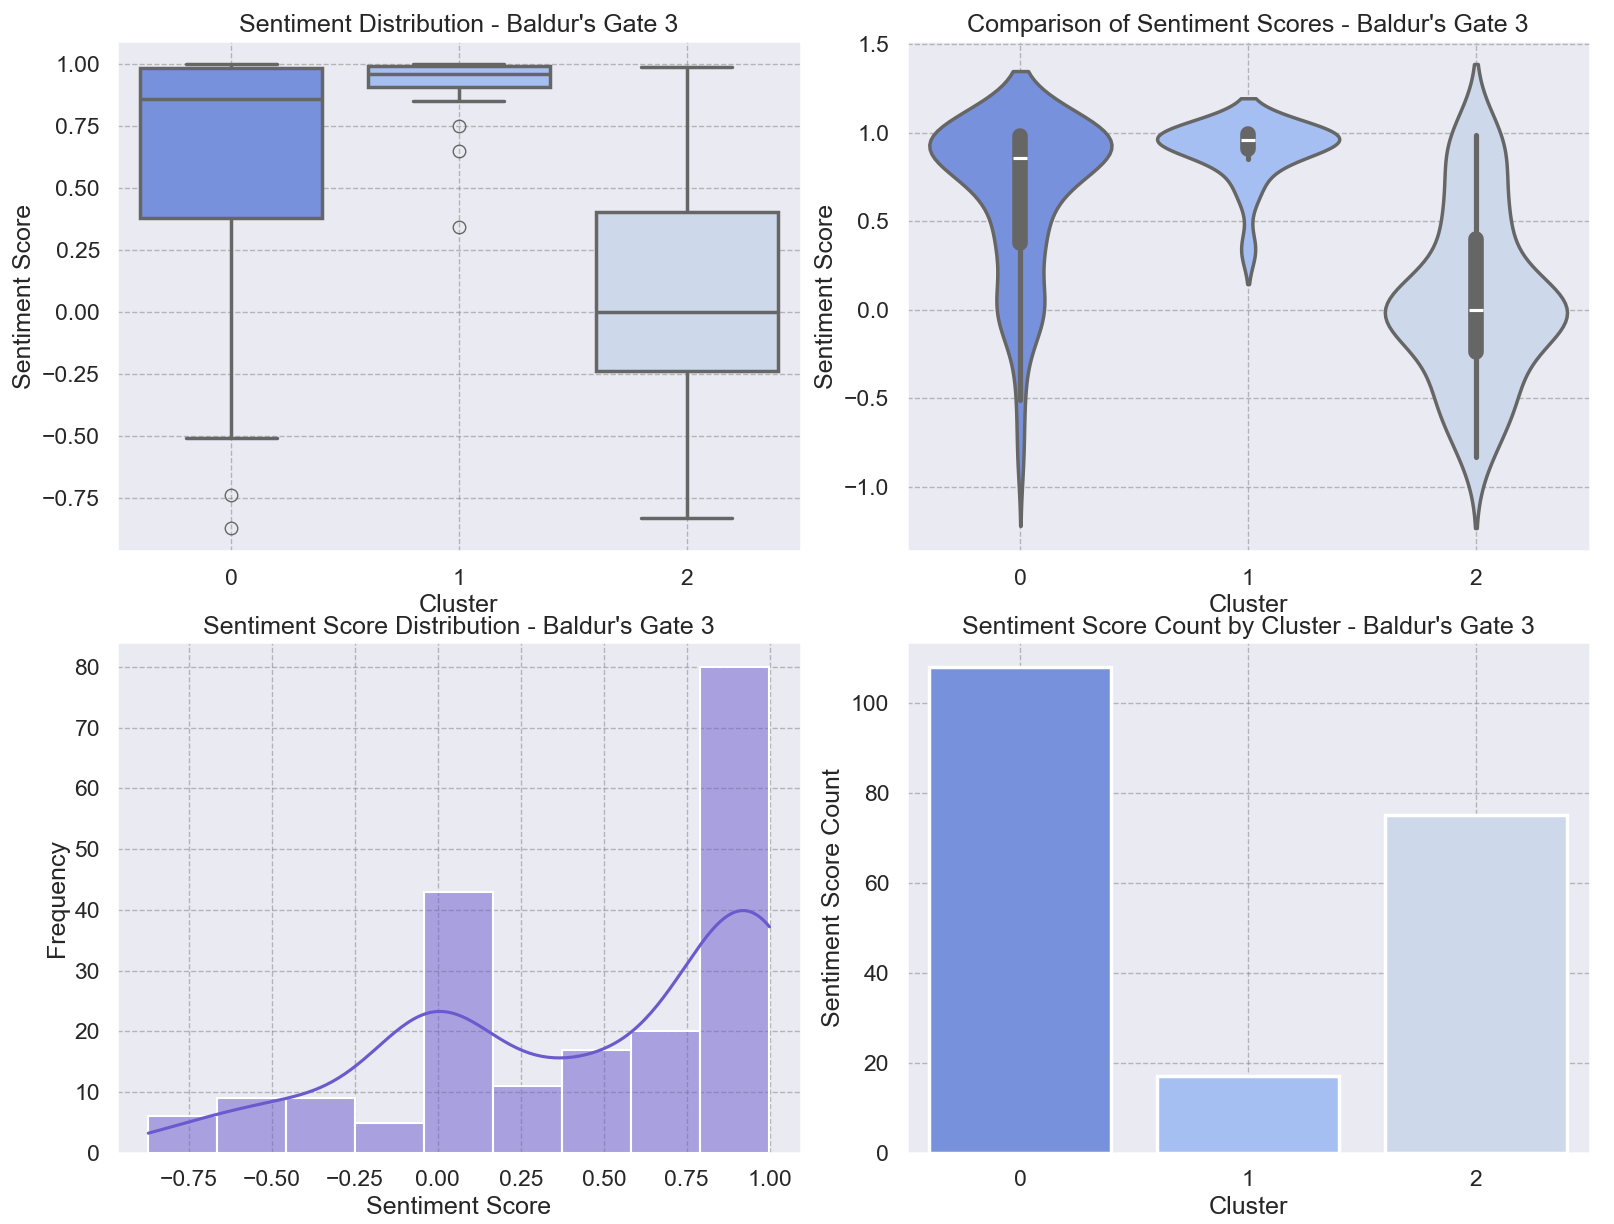 Sentiment Distribution - Baldur's Gate 3
Sentiment Score
1.00
0.75
0.50
0.25
0.00
−0.25
−0.50
−0.75
0 1 2
Cluster
Comparison of Sentiment Scores - Baldur's Gate 3
Sentiment Score
1.5
1.0
0.5
0.0
−0.5
−1.0
0 1 2
Cluster
Sentiment Score Distribution - Baldur's Gate 3
Frequency
80
70
60
50
40
30
20
10
0
−0.75 −0.50 −0.25 0.00 0.25 0.50 0.75 1.00
Sentiment Score
Sentiment Score Count by Cluster - Baldur's Gate 3
Sentiment Score Count
100
80
60
40
20
0
0 1 2
Cluster